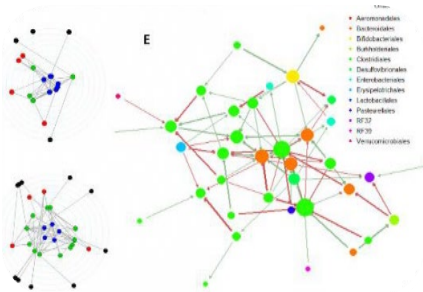 E
Aeromonadales
Bacteroidales
Bifidobacteriales
Burkholderiales
Clostridiales
Desulfovibrionales
Enterobacteriales
Erysipelotrichales
Lactobacillales
Pasteurellales
RF32
RF39
Verrucomicrobiales